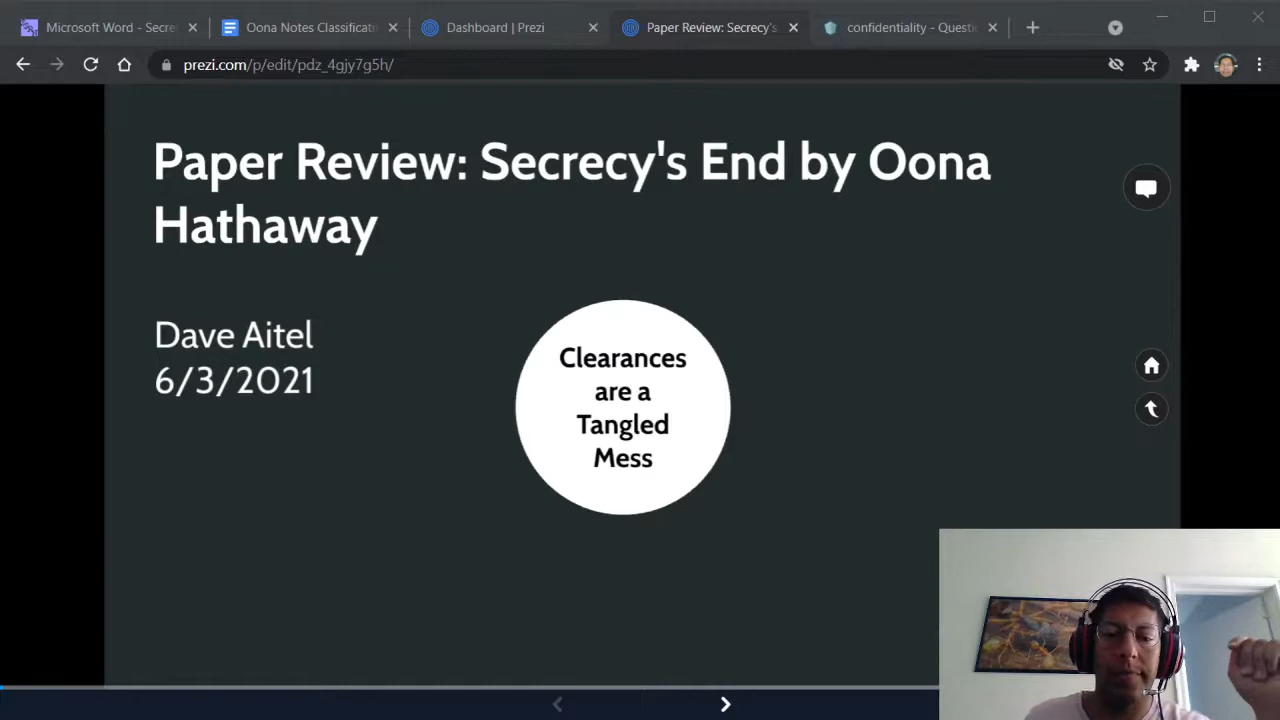 Microsoft Word - Secre
Oona Notes Classificati
Dashboard | Prezi
Paper Review: Secrecy's
confidentiality - Questi
prezi.com/p/edit/pdz_4gjy7g5h/
Paper Review: Secrecy's End by Oona
Hathaway
Dave Aitel
6/3/2021
Clearances
are a
Tangled
Mess